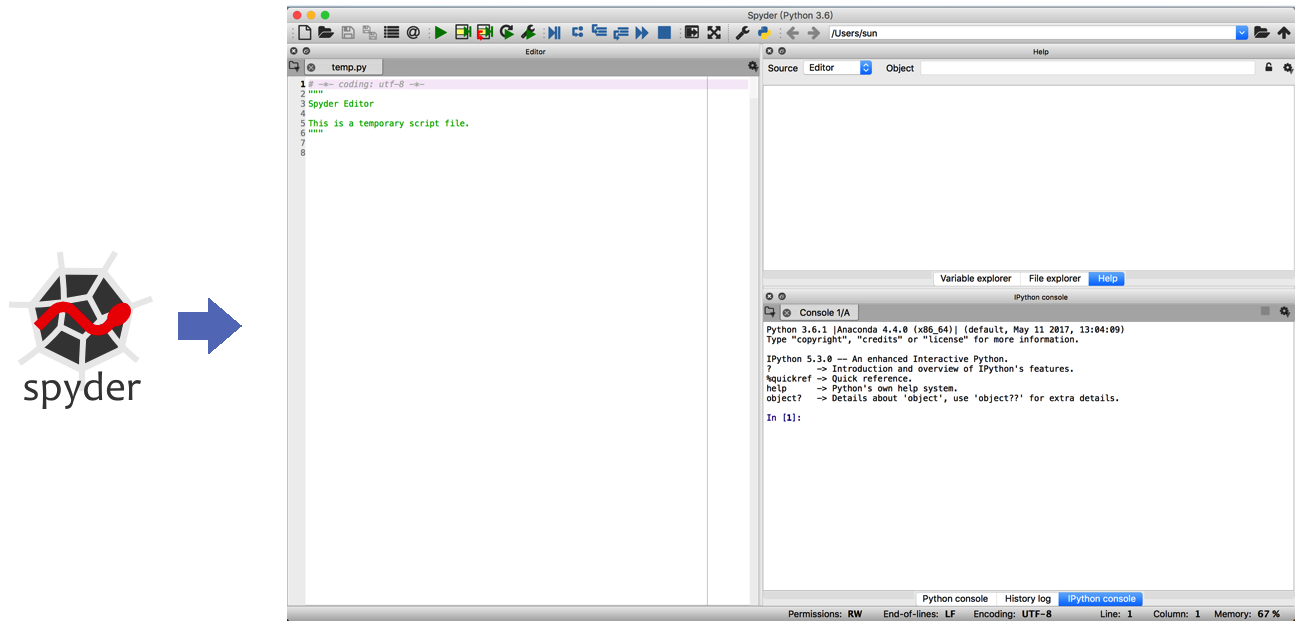 spyder
Spyder (Python 3.6)
/Users/sun
Editor
temp.py
1 # -*- coding: utf-8 -*-
2 """
3 Spyder Editor
4
5 This is a temporary script file.
6 """
7
8
Help
Source Editor Object
Variable explorer File explorer Help
IPython console
Console 1/A
Python 3.6.1 |Anaconda 4.4.0 (x86_64)| (default, May 11 2017, 13:04:09)
Type "copyright", "credits" or "license" for more information.
IPython 5.3.0 -- An enhanced Interactive Python.
? -> Introduction and overview of IPython's features.
%quickref -> Quick reference.
help -> Python's own help system.
object? -> Details about 'object', use 'object??' for extra details.
In [1]:
Python console History log IPython console
Permissions: RW End-of-lines: LF Encoding: UTF-8 Line: 1 Column: 1 Memory: 67 %